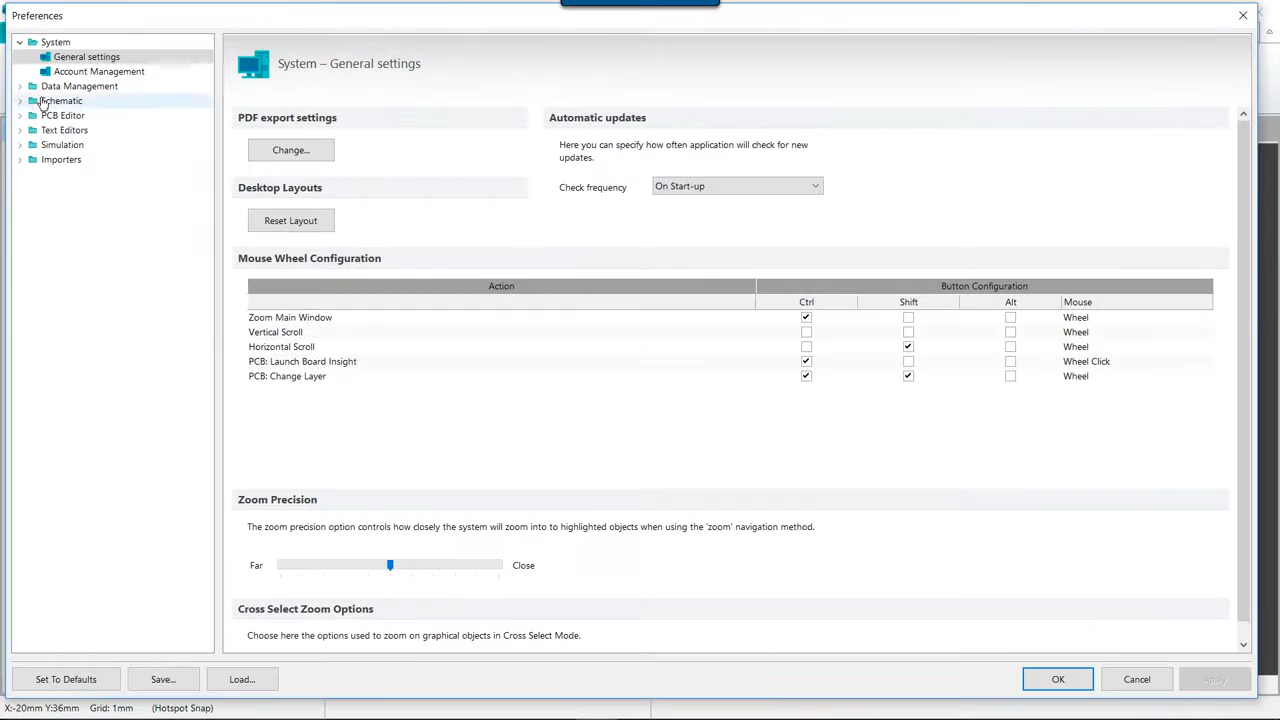 Preferences
System
General settings
Account Management
Data Management
Schematic
PCB Editor
Text Editors
Simulation
Importers
System – General settings
PDF export settings
Change...
Desktop Layouts
Reset Layout
Automatic updates
Here you can specify how often application will check for new
updates.
Check frequency On Start-up
Mouse Wheel Configuration
Action Button Configuration
Ctrl Shift Alt Mouse
Zoom Main Window Wheel
Vertical Scroll Wheel
Horizontal Scroll Wheel
PCB: Launch Board Insight Wheel Click
PCB: Change Layer Wheel
Zoom Precision
The zoom precision option controls how closely the system will zoom into to highlighted objects when using the 'zoom' navigation method.
Far Close
Cross Select Zoom Options
Choose here the options used to zoom on graphical objects in Cross Select Mode.
Set To Defaults Save... Load... OK Cancel Apply
X:-20mm Y:36mm Grid: 1mm (Hotspot Snap)